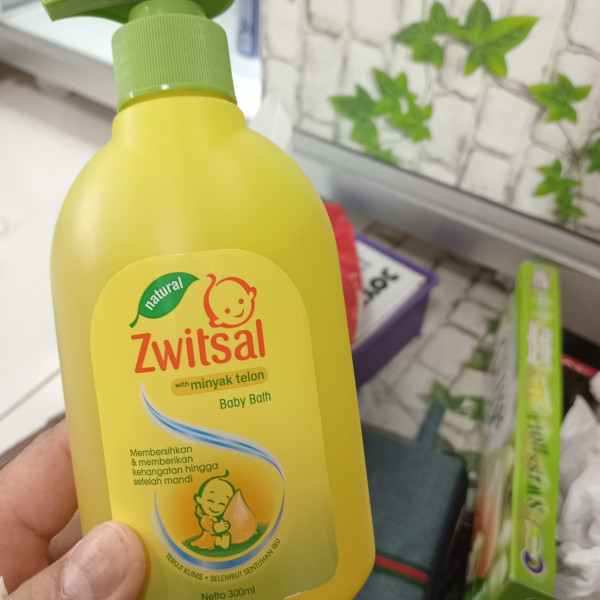 natural
Zwitsal
with minyak telon
Baby Bath
Membersihkan
& memberikan
kehangatan hingga
setelah mandi
TERUJI KLINIS • SELEMBUT SENTUHAN IBU
Netto 300ml